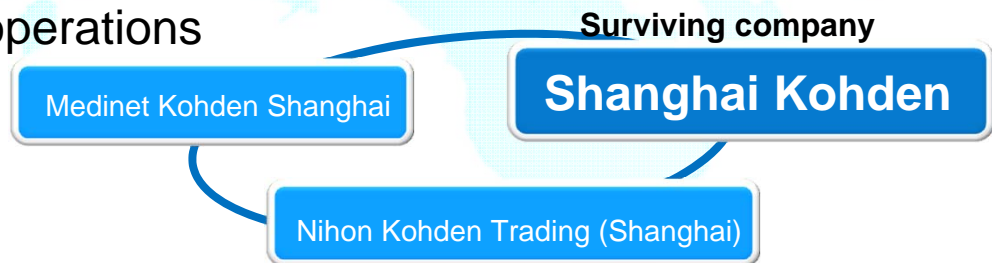 operations
Surviving company
Shanghai Kohden
Medinet Kohden Shanghai
Nihon Kohden Trading (Shanghai)